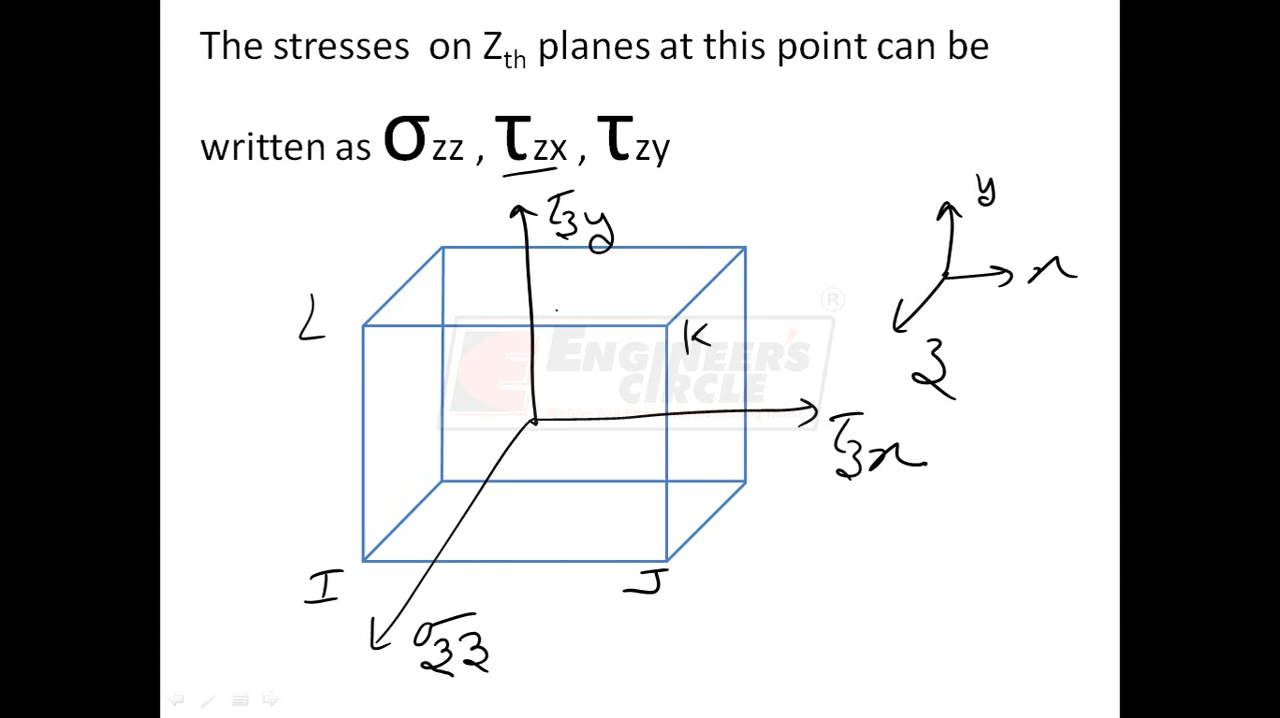 The stresses on Zth planes at this point can be
written as σzz , τzx , τzy
τzy
y
x
z
L
K
®
ENGINEER'S
CIRCLE
τzx
I
J
σzz